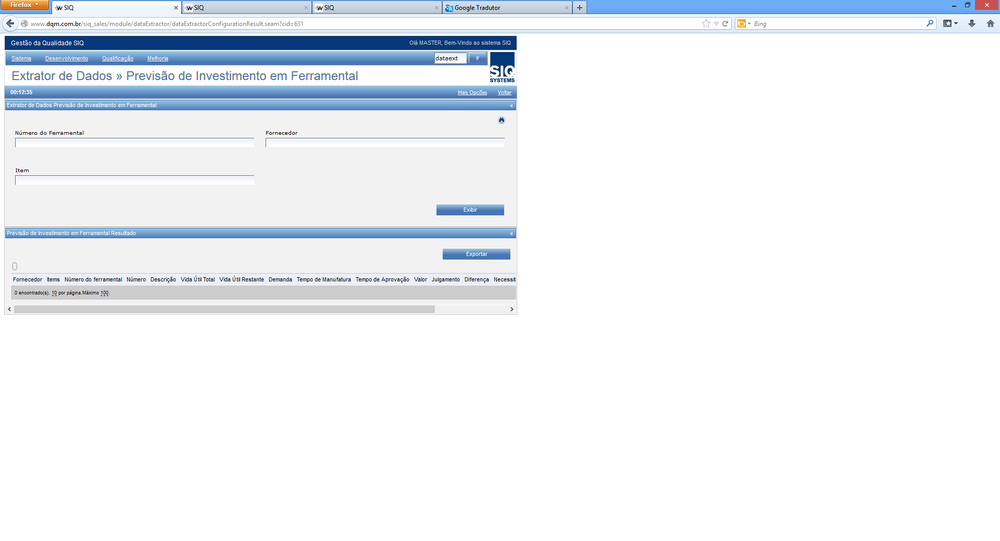 Firefox
SIQ
SIQ
SIQ
Google Tradutor
www.dqm.com.br/siq_sales/module/dataExtractor/dataExtractorConfigurationResult.seam?cid=631
Bing
Gestão da Qualidade SIQ
Olá MASTER, Bem-Vindo ao sistema SIQ
Sistema Desenvolvimento Qualificação Melhoria
dataext Ir
SIQ SYSTEMS
Extrator de Dados » Previsão de Investimento em Ferramental
00:12:35
Mais Opções Voltar
Extrator de Dados Previsão de Investimento em Ferramental «
Número do Ferramental Fornecedor
Item
Exibir
Previsão de Investimento em Ferramental Resultado «
Exportar
0
Fornecedor Items Número do ferramental Número Descrição Vida Útil Total Vida Útil Restante Demanda Tempo de Manufatura Tempo de Aprovação Valor Julgamento Diferença Necessit
0 encontrado(s), 10 por página.Máximo 100.